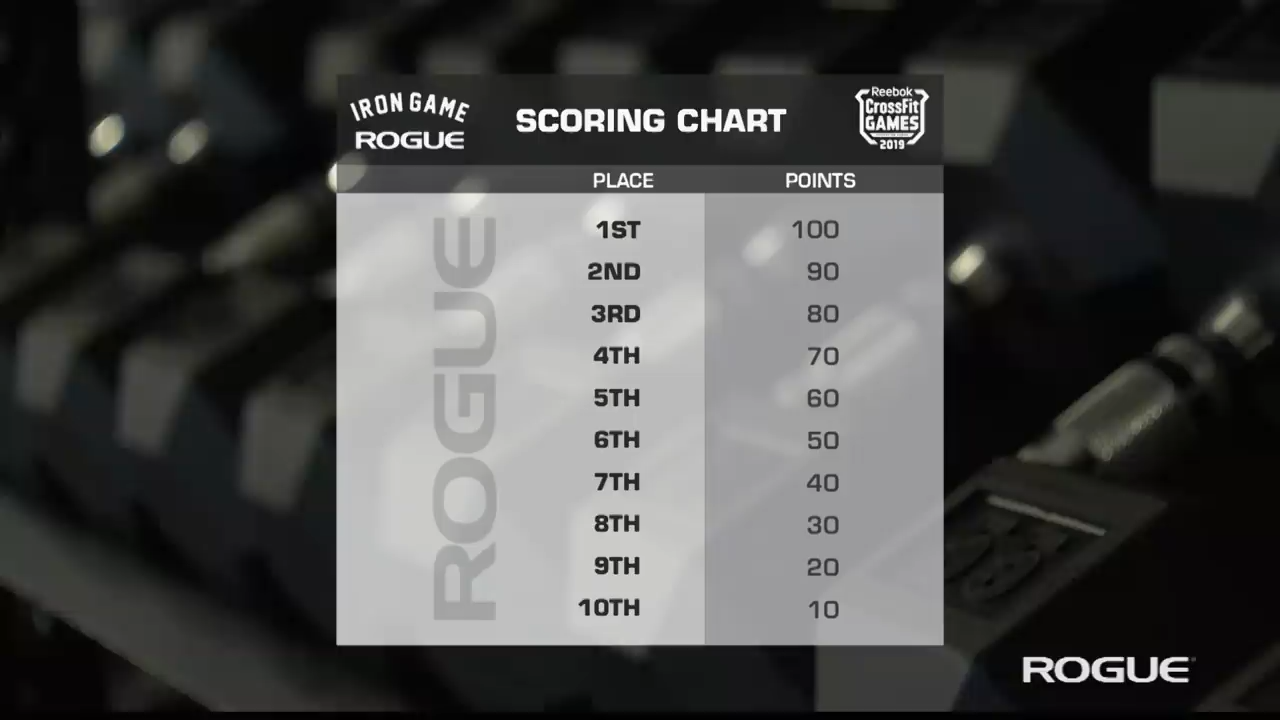 IRON GAME
ROGUE
SCORING CHART
Reebok
CrossFit
GAMES
2019
PLACE POINTS
1ST 100
2ND 90
3RD 80
4TH 70
5TH 60
6TH 50
7TH 40
8TH 30
9TH 20
10TH 10
ROGUE
ROGUE